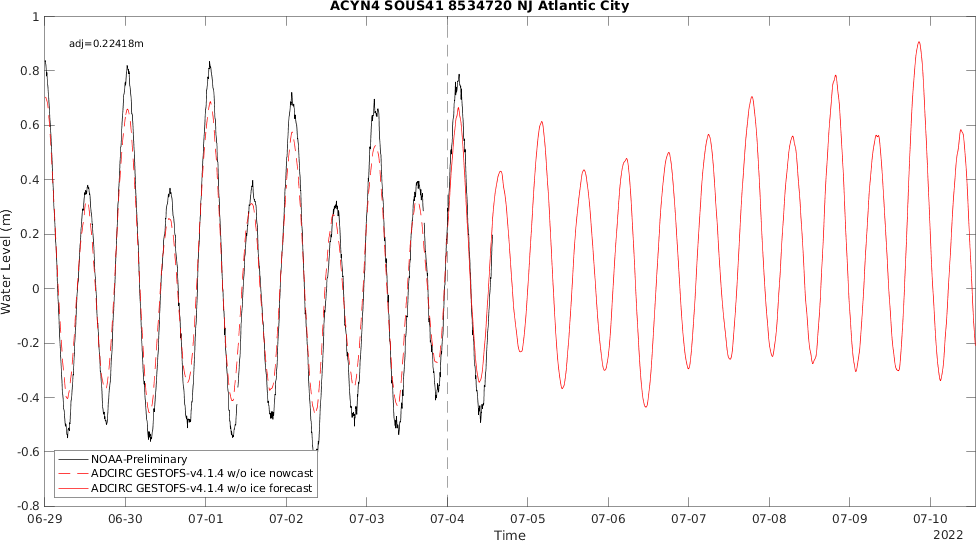 ACYN4 SOUS41 8534720 NJ Atlantic City
adj=0.22418m
1
0.8
0.6
0.4
0.2
0
-0.2
-0.4
-0.6
-0.8
Water Level (m)
NOAA-Preliminary
ADCIRC GESTOFS-v4.1.4 w/o ice nowcast
ADCIRC GESTOFS-v4.1.4 w/o ice forecast
06-29 06-30 07-01 07-02 07-03 07-04 07-05 07-06 07-07 07-08 07-09 07-10
Time
2022